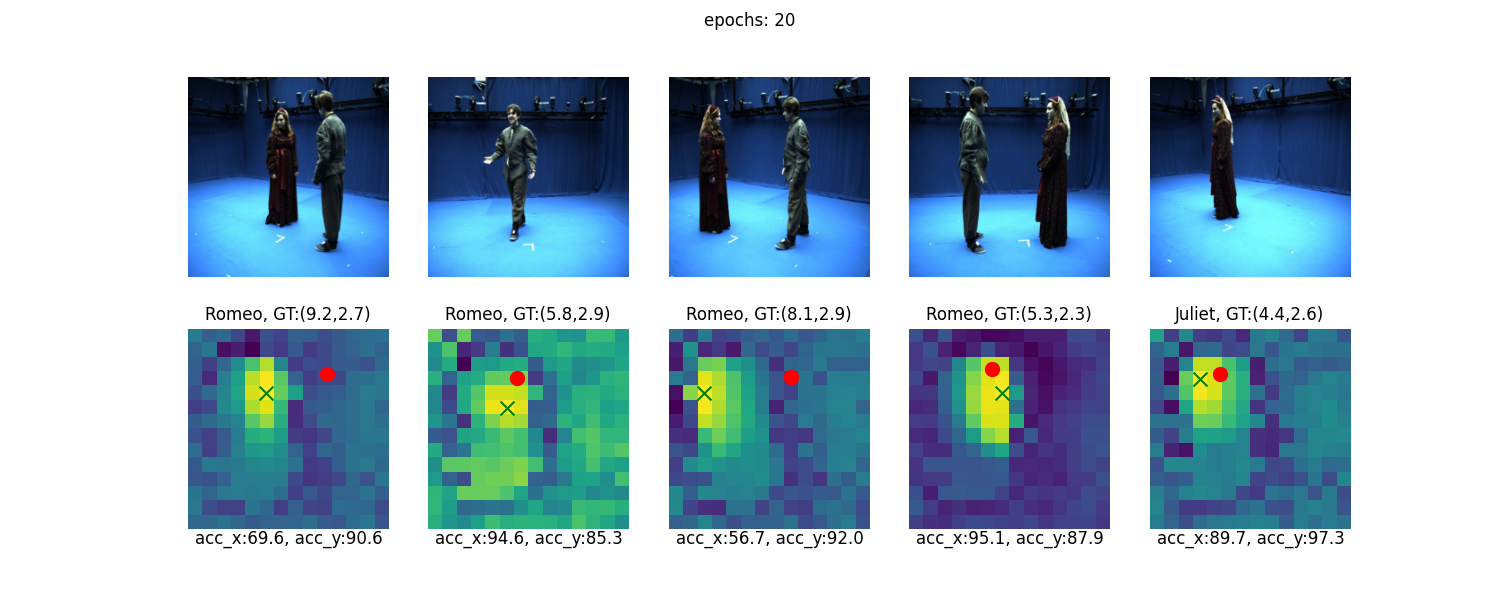 epochs: 20
Romeo, GT:(9.2,2.7)
Romeo, GT:(5.8,2.9)
Romeo, GT:(8.1,2.9)
Romeo, GT:(5.3,2.3)
Juliet, GT:(4.4,2.6)
acc_x:69.6, acc_y:90.6
acc_x:94.6, acc_y:85.3
acc_x:56.7, acc_y:92.0
acc_x:95.1, acc_y:87.9
acc_x:89.7, acc_y:97.3